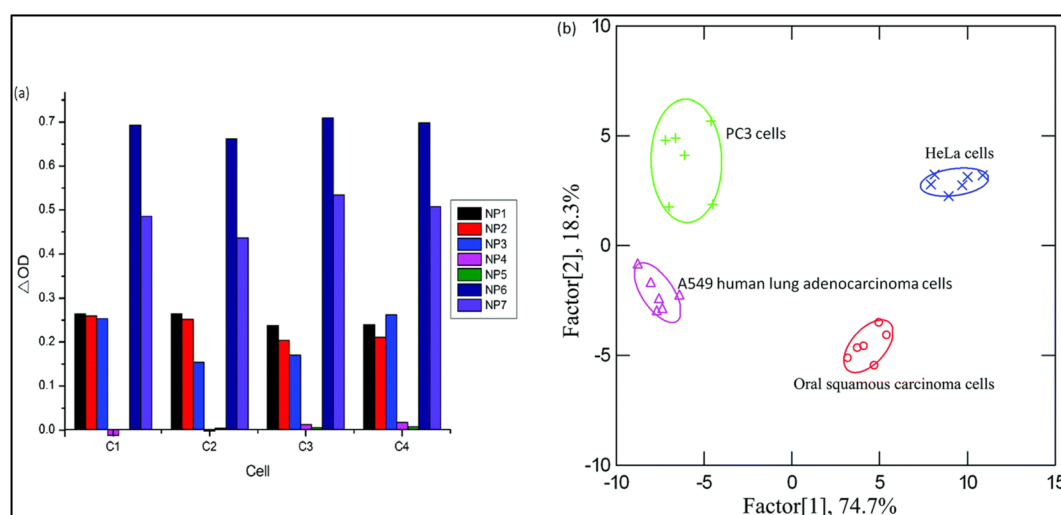 (a)
△OD
0.7
0.6
0.5
0.4
0.3
0.2
0.1
0.0
C1 C2 C3 C4
Cell
NP1
NP2
NP3
NP4
NP5
NP6
NP7
(b)
Factor[2], 18.3%
10
5
0
-5
-10
PC3 cells
HeLa cells
A549 human lung adenocarcinoma cells
Oral squamous carcinoma cells
-10 -5 0 5 10 15
Factor[1], 74.7%